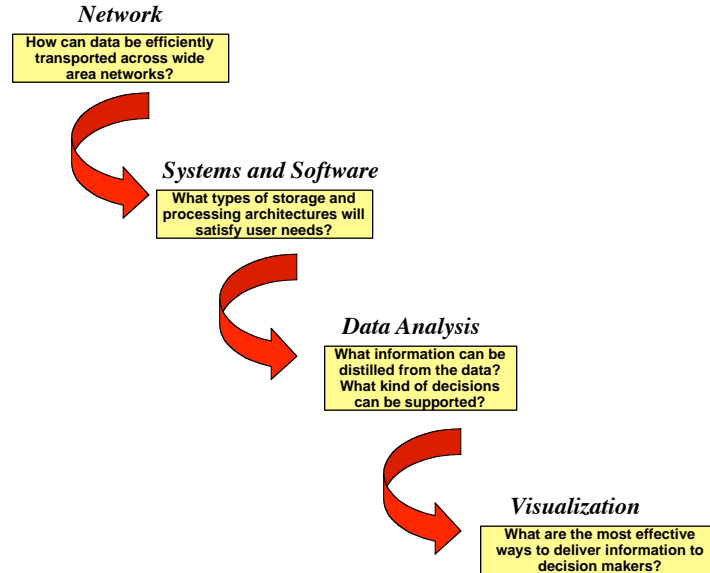 Network
How can data be efficiently
transported across wide
area networks?
Systems and Software
What types of storage and
processing architectures will
satisfy user needs?
Data Analysis
What information can be
distilled from the data?
What kind of decisions
can be supported?
Visualization
What are the most effective
ways to deliver information to
decision makers?